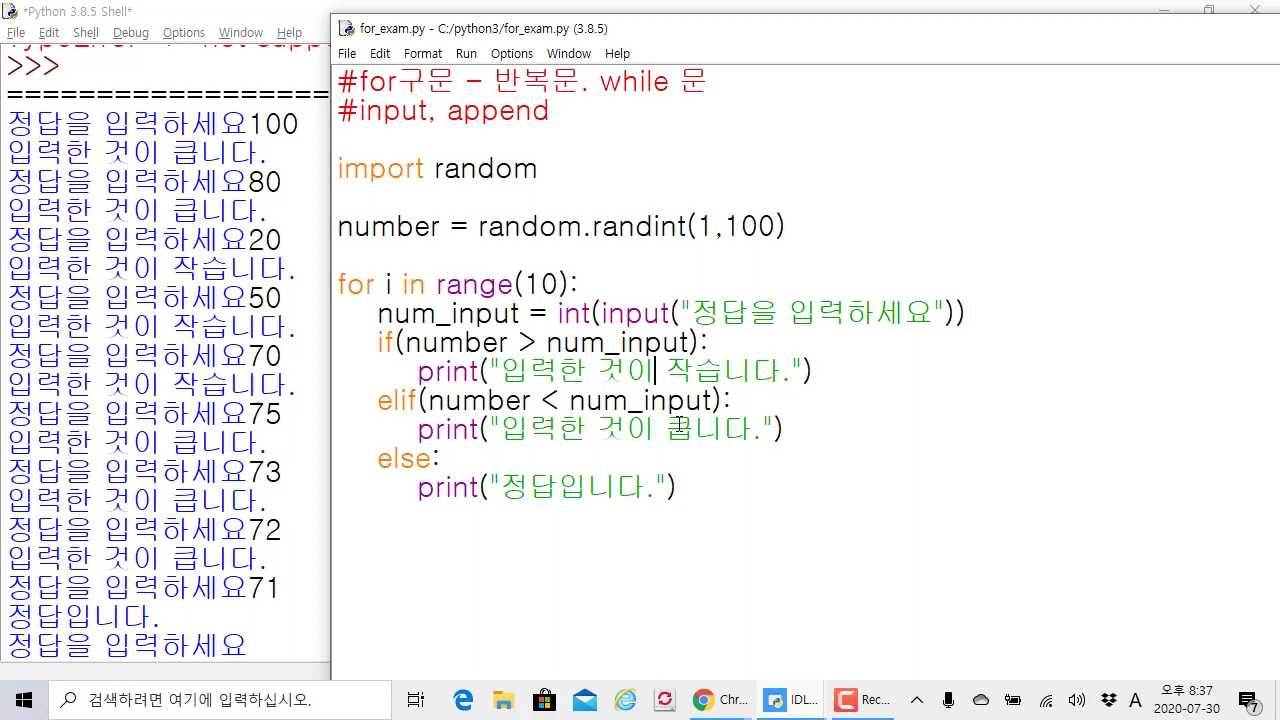 *Python 3.8.5 Shell*
File Edit Shell Debug Options Window Help
>>>
==================
정답을 입력하세요100
입력한 것이 큽니다.
정답을 입력하세요80
입력한 것이 큽니다.
정답을 입력하세요20
입력한 것이 작습니다.
정답을 입력하세요50
입력한 것이 작습니다.
정답을 입력하세요70
입력한 것이 작습니다.
정답을 입력하세요75
입력한 것이 큽니다.
정답을 입력하세요73
입력한 것이 큽니다.
정답을 입력하세요72
입력한 것이 큽니다.
정답을 입력하세요71
정답입니다.
정답을 입력하세요
for_exam.py - C:/python3/for_exam.py (3.8.5)
File Edit Format Run Options Window Help
#for구문 - 반복문. while 문
#input, append
import random
number = random.randint(1,100)
for i in range(10):
num_input = int(input("정답을 입력하세요"))
if(number > num_input):
print("입력한 것이 작습니다.")
elif(number < num_input):
print("입력한 것이 큽니다.")
else:
print("정답입니다.")
검색하려면 여기에 입력하십시오.
Chr...
IDL...
Rec...
A
오후 8:37
2020-07-30
7